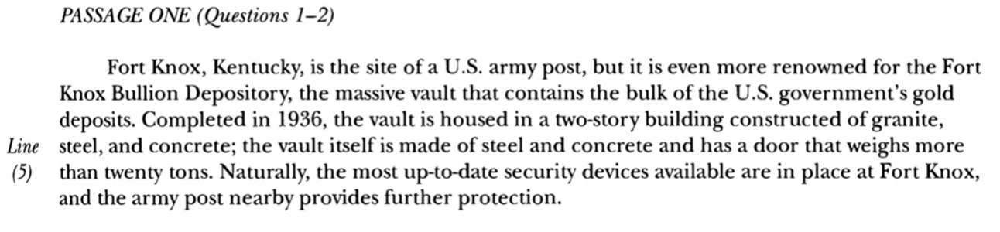 PASSAGE ONE (Questions 1–2)
Fort Knox, Kentucky, is the site of a U.S. army post, but it is even more renowned for the Fort
Knox Bullion Depository, the massive vault that contains the bulk of the U.S. government's gold
deposits. Completed in 1936, the vault is housed in a two-story building constructed of granite,
Line steel, and concrete; the vault itself is made of steel and concrete and has a door that weighs more
(5) than twenty tons. Naturally, the most up-to-date security devices available are in place at Fort Knox,
and the army post nearby provides further protection.